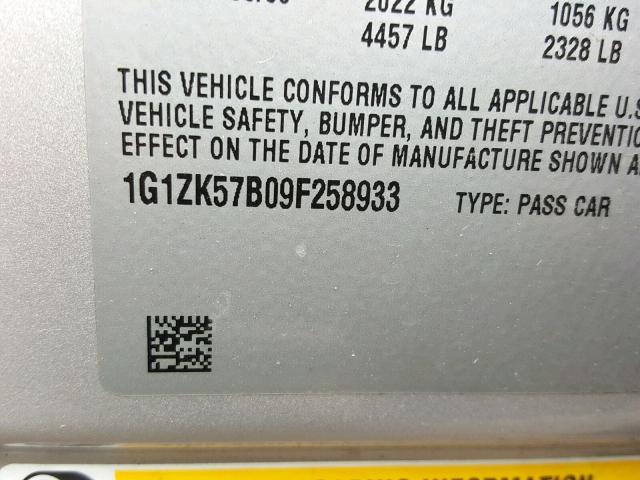 2022 KG 1056 KG
4457 LB 2328 LB
THIS VEHICLE CONFORMS TO ALL APPLICABLE U.S
VEHICLE SAFETY, BUMPER, AND THEFT PREVENTIO
EFFECT ON THE DATE OF MANUFACTURE SHOWN A
1G1ZK57B09F258933 TYPE: PASS CAR
INFORMATION